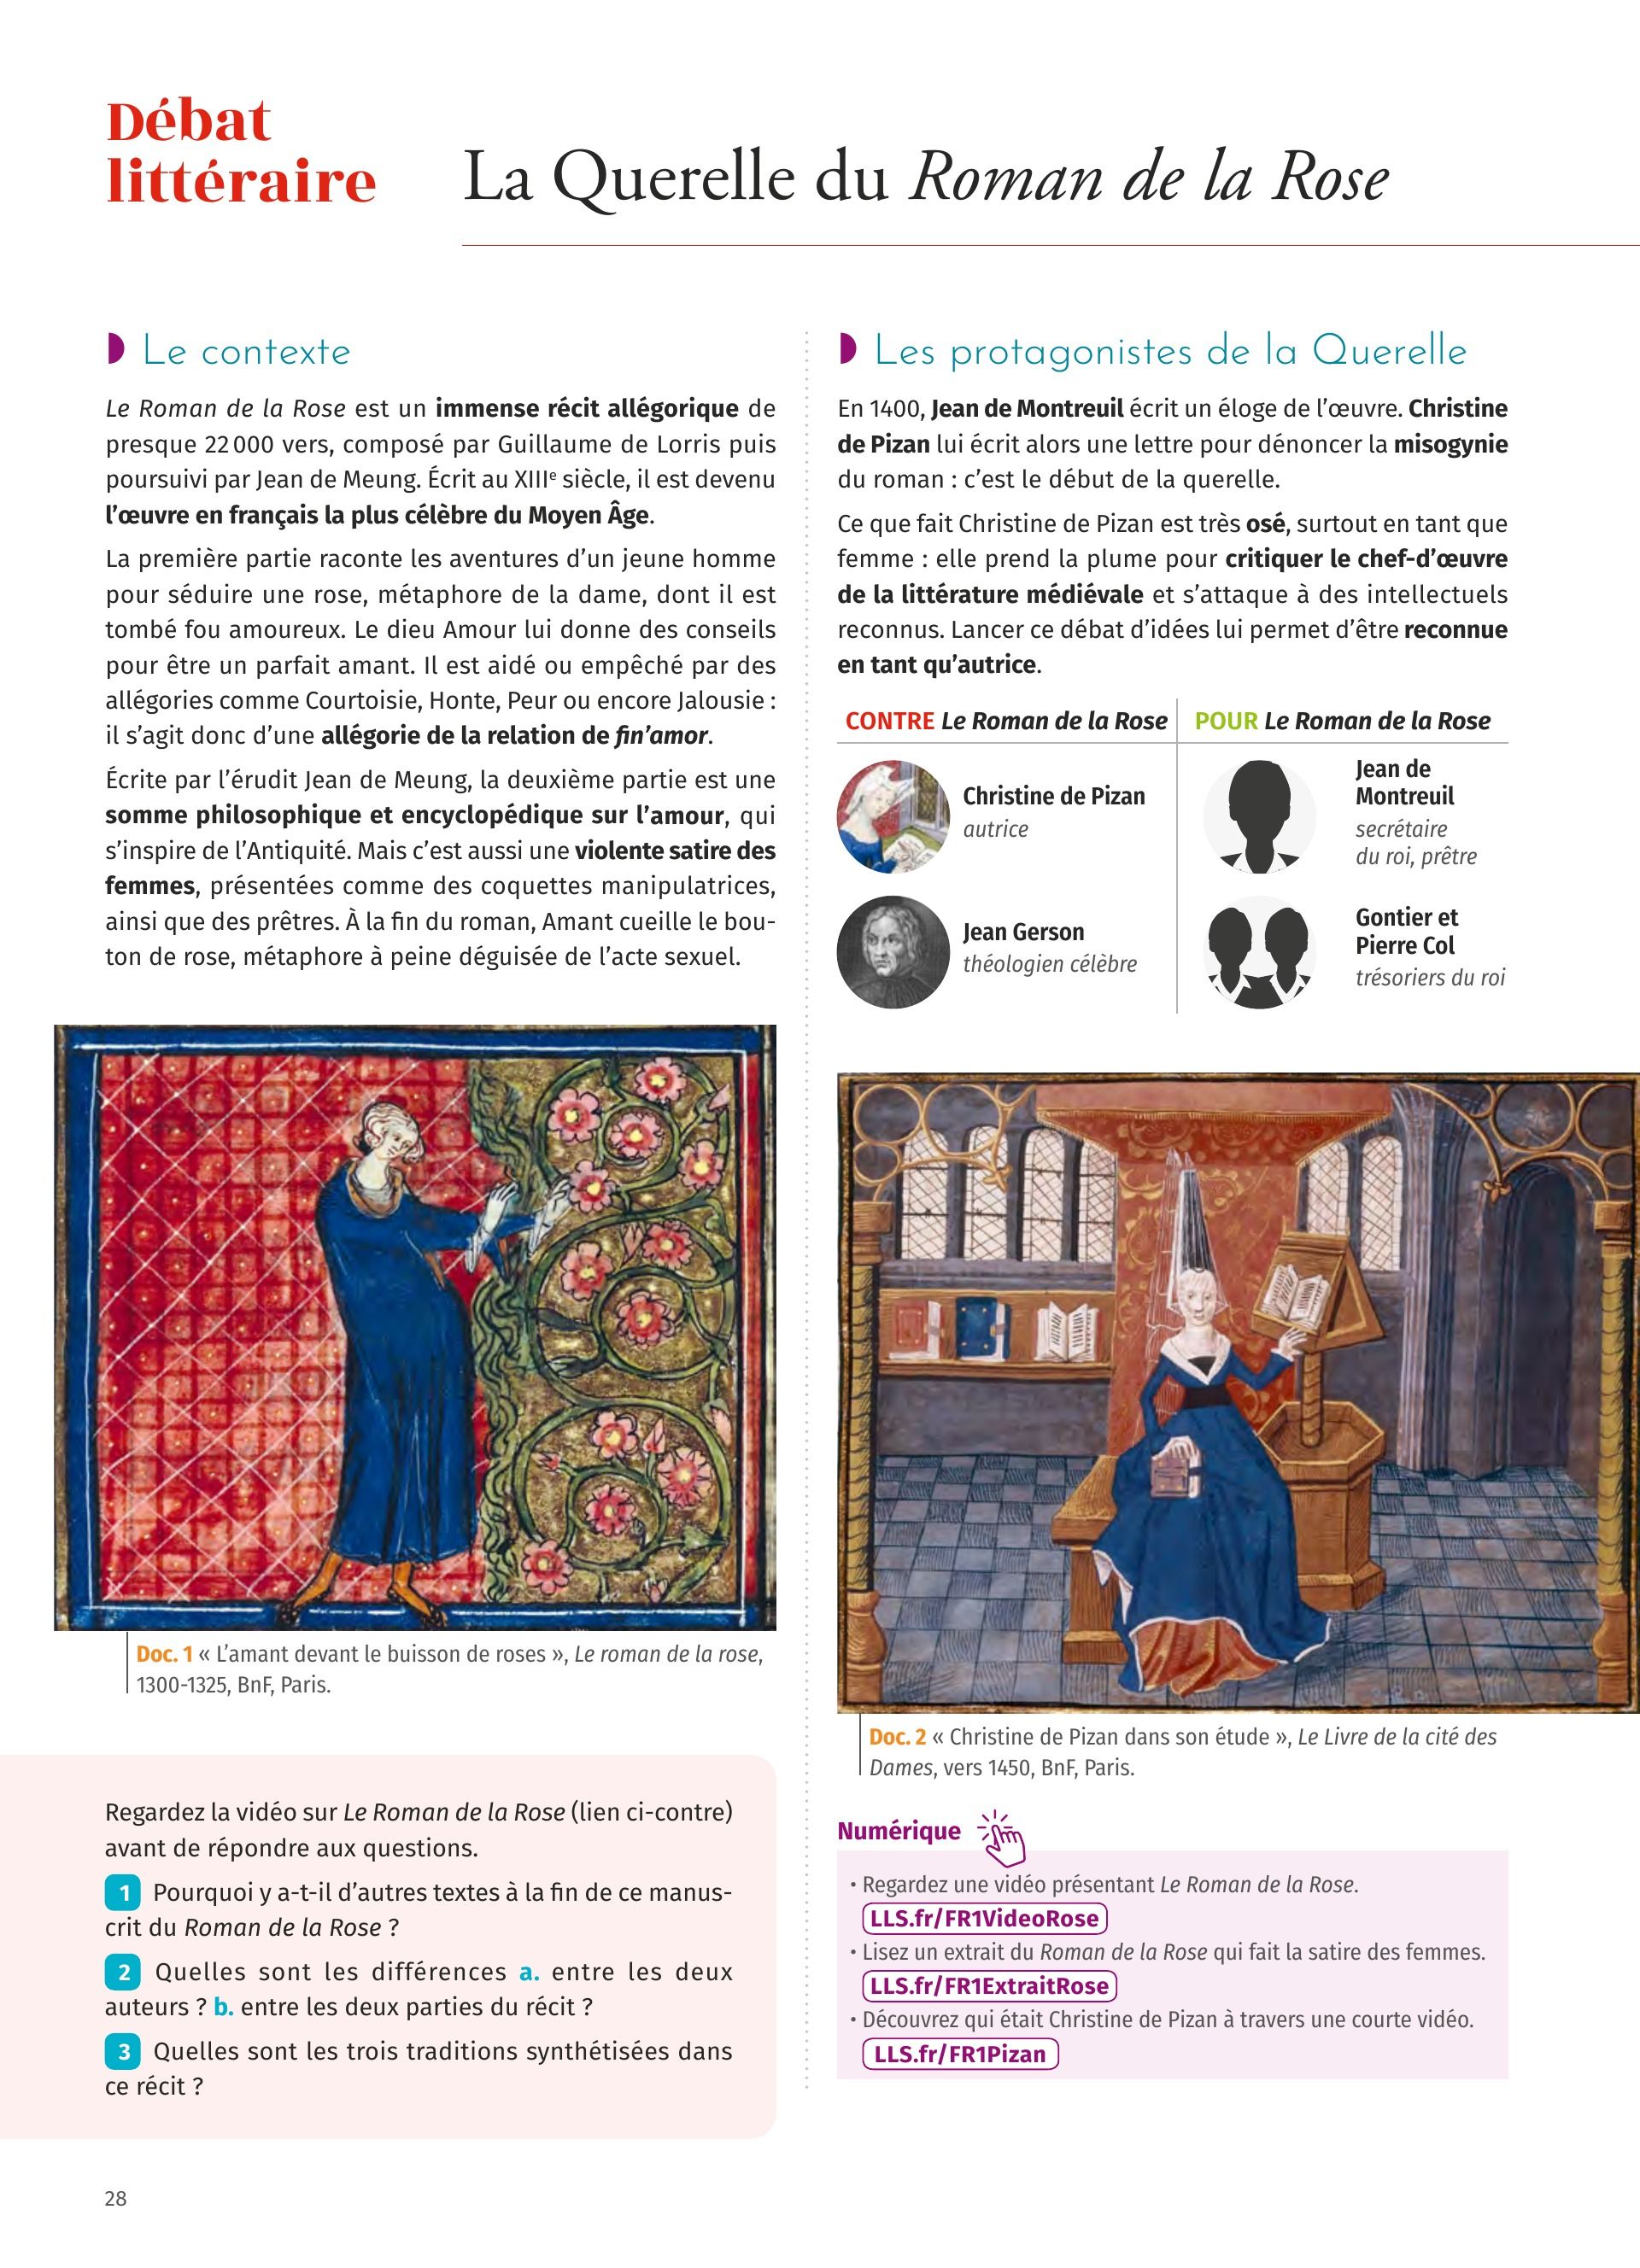 Débat
littéraire
La Querelle du Roman de la Rose
Le contexte
Le Roman de la Rose est un immense récit allégorique de
presque 22 000 vers, composé par Guillaume de Lorris puis
poursuivi par Jean de Meung. Écrit au XIIIe siècle, il est devenu
l’œuvre en français la plus célèbre du Moyen Âge.
La première partie raconte les aventures d’un jeune homme
pour séduire une rose, métaphore de la dame, dont il est
tombé fou amoureux. Le dieu Amour lui donne des conseils
pour être un parfait amant. Il est aidé ou empêché par des
allégories comme Courtoisie, Honte, Peur ou encore Jalousie :
il s’agit donc d’une allégorie de la relation de fin’amor.
Écrite par l’érudit Jean de Meung, la deuxième partie est une
somme philosophique et encyclopédique sur l’amour, qui
s’inspire de l’Antiquité. Mais c’est aussi une violente satire des
femmes, présentées comme des coquettes manipulatrices,
ainsi que des prêtres. À la fin du roman, Amant cueille le bou-
ton de rose, métaphore à peine déguisée de l’acte sexuel.
Doc. 1 « L’amant devant le buisson de roses », Le roman de la rose,
1300-1325, BnF, Paris.
Regardez la vidéo sur Le Roman de la Rose (lien ci-contre)
avant de répondre aux questions.
1 Pourquoi y a-t-il d’autres textes à la fin de ce manus-
crit du Roman de la Rose ?
2 Quelles sont les différences a. entre les deux
auteurs ? b. entre les deux parties du récit ?
3 Quelles sont les trois traditions synthétisées dans
ce récit ?
Les protagonistes de la Querelle
En 1400, Jean de Montreuil écrit un éloge de l’œuvre. Christine
de Pizan lui écrit alors une lettre pour dénoncer la misogynie
du roman : c’est le début de la querelle.
Ce que fait Christine de Pizan est très osé, surtout en tant que
femme : elle prend la plume pour critiquer le chef-d’œuvre
de la littérature médiévale et s’attaque à des intellectuels
reconnus. Lancer ce débat d’idées lui permet d’être reconnue
en tant qu’autrice.
CONTRE Le Roman de la Rose
Christine de Pizan
autrice
Jean Gerson
théologien célèbre
POUR Le Roman de la Rose
Jean de
Montreuil
secrétaire
du roi, prêtre
Gontier et
Pierre Col
trésoriers du roi
Doc. 2 « Christine de Pizan dans son étude », Le Livre de la cité des
Dames, vers 1450, BnF, Paris.
Numérique
• Regardez une vidéo présentant Le Roman de la Rose.
LLS.fr/FR1VideoRose
• Lisez un extrait du Roman de la Rose qui fait la satire des femmes.
LLS.fr/FR1ExtraitRose
• Découvrez qui était Christine de Pizan à travers une courte vidéo.
LLS.fr/FR1Pizan
28